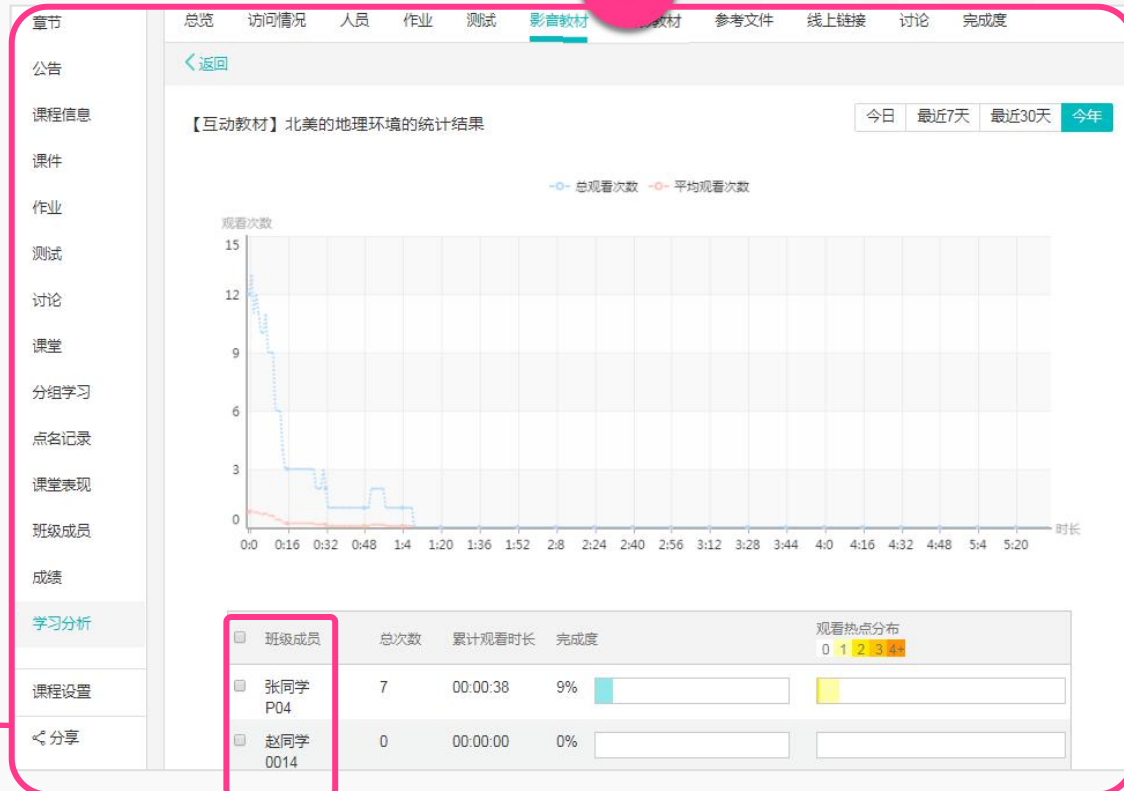 章节
公告
课程信息
课件
作业
测试
讨论
课堂
分组学习
点名记录
课堂表现
班级成员
成绩
学习分析
课程设置
分享
总览 访问情况 人员 作业 测试 影音教材 教材 参考文件 线上链接 讨论 完成度
返回
【互动教材】北美的地理环境的统计结果
今日 最近7天 最近30天 今年
总观看次数 平均观看次数
观看次数
15
12
9
6
3
0
0:0 0:16 0:32 0:48 1:4 1:20 1:36 1:52 2:8 2:24 2:40 2:56 3:12 3:28 3:44 4:0 4:16 4:32 4:48 5:4 5:20
时长
班级成员 总次数 累计观看时长 完成度 观看热点分布
0 1 2 3 4+
张同学 7 00:00:38 9%
P04
赵同学 0 00:00:00 0%
0014